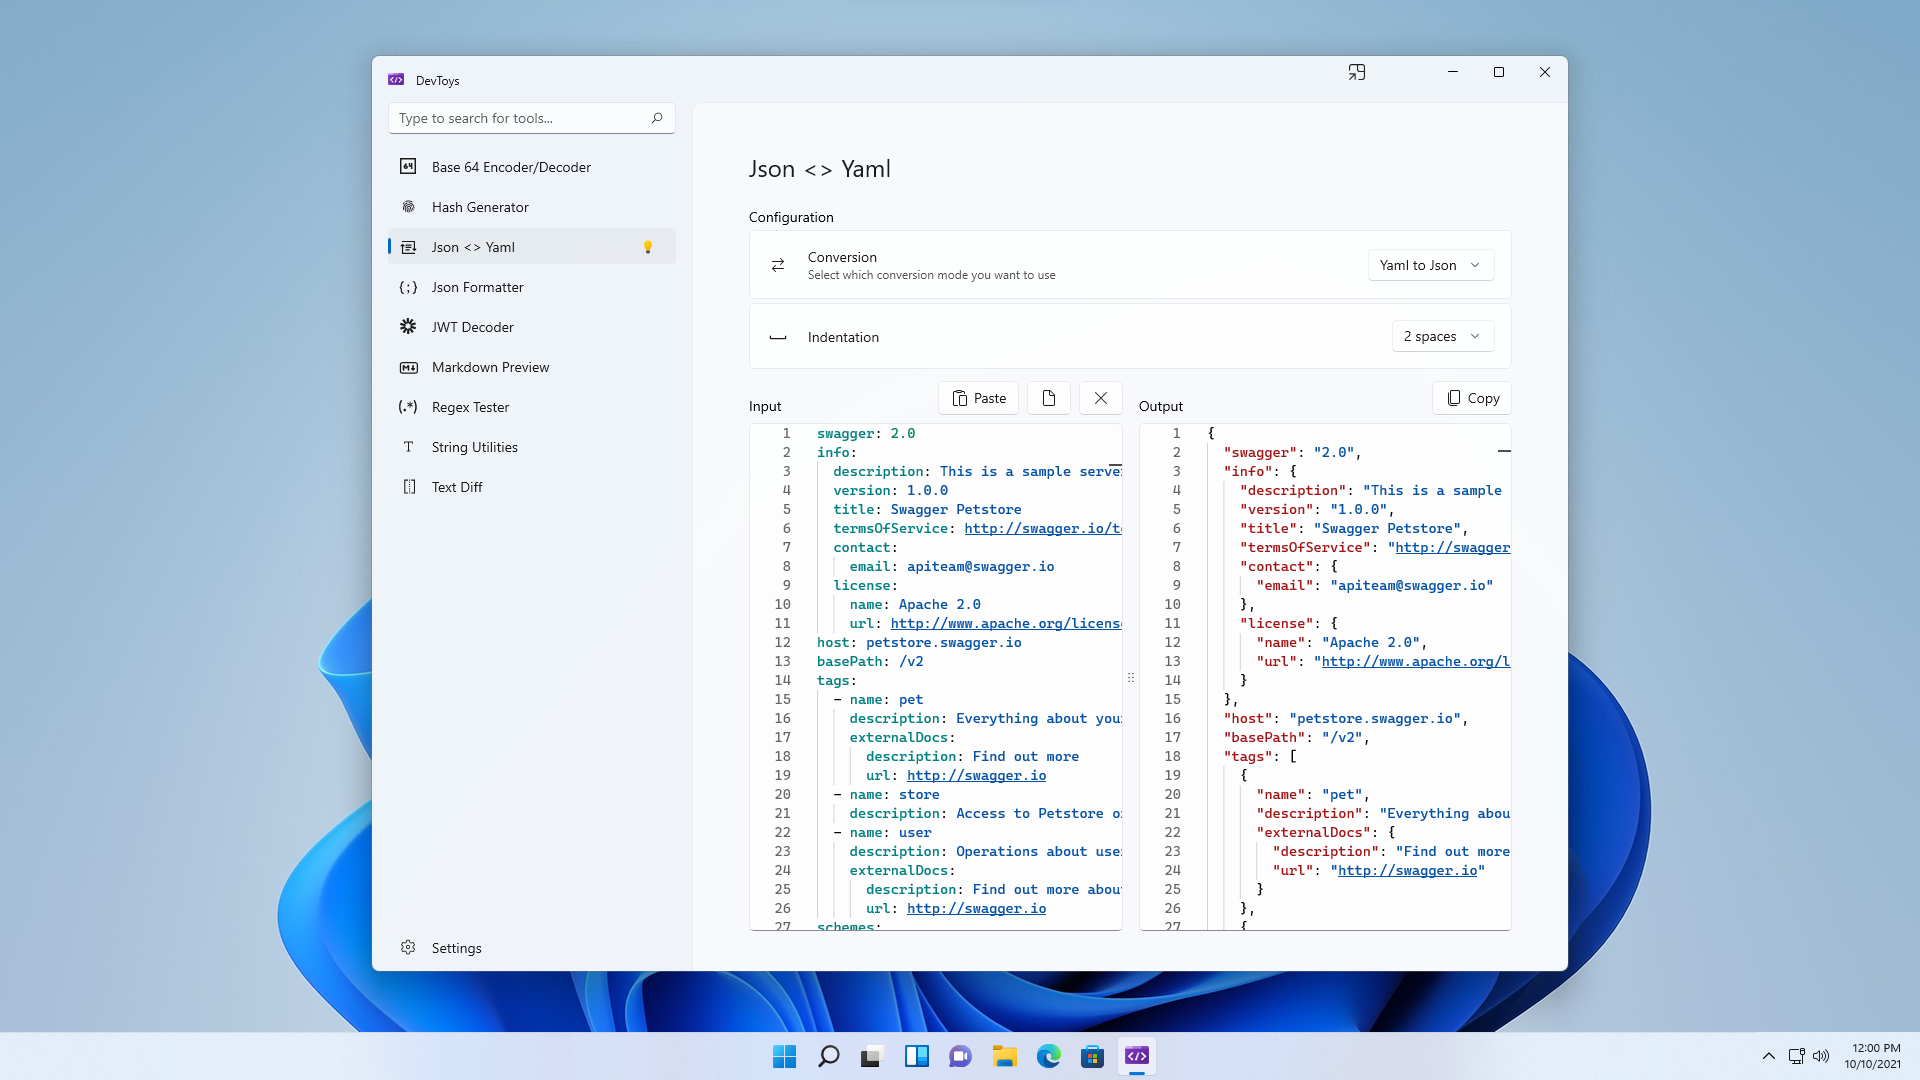 DevToys
Type to search for tools...
Base 64 Encoder/Decoder
Hash Generator
Json <> Yaml
Json Formatter
JWT Decoder
Markdown Preview
Regex Tester
String Utilities
Text Diff
Settings
Json <> Yaml
Configuration
Conversion
Select which conversion mode you want to use
Yaml to Json
Indentation
2 spaces
Input
Paste
1 swagger: 2.0
2 info:
3 description: This is a sample serve
4 version: 1.0.0
5 title: Swagger Petstore
6 termsOfService: http://swagger.io/t
7 contact:
8 email: apiteam@swagger.io
9 license:
10 name: Apache 2.0
11 url: http://www.apache.org/licens
12 host: petstore.swagger.io
13 basePath: /v2
14 tags:
15 - name: pet
16 description: Everything about you
17 externalDocs:
18 description: Find out more
19 url: http://swagger.io
20 - name: store
21 description: Access to Petstore o
22 - name: user
23 description: Operations about use
24 externalDocs:
25 description: Find out more abou
26 url: http://swagger.io
27 schemes:
Output
Copy
1 {
2 "swagger": "2.0",
3 "info": {
4 "description": "This is a sample
5 "version": "1.0.0",
6 "title": "Swagger Petstore",
7 "termsOfService": "http://swagger
8 "contact": {
9 "email": "apiteam@swagger.io"
10 },
11 "license": {
12 "name": "Apache 2.0",
13 "url": "http://www.apache.org/l
14 }
15 },
16 "host": "petstore.swagger.io",
17 "basePath": "/v2",
18 "tags": [
19 {
20 "name": "pet",
21 "description": "Everything abou
22 "externalDocs": {
23 "description": "Find out more
24 "url": "http://swagger.io"
25 }
26 },
27 {
12:00 PM
10/10/2021